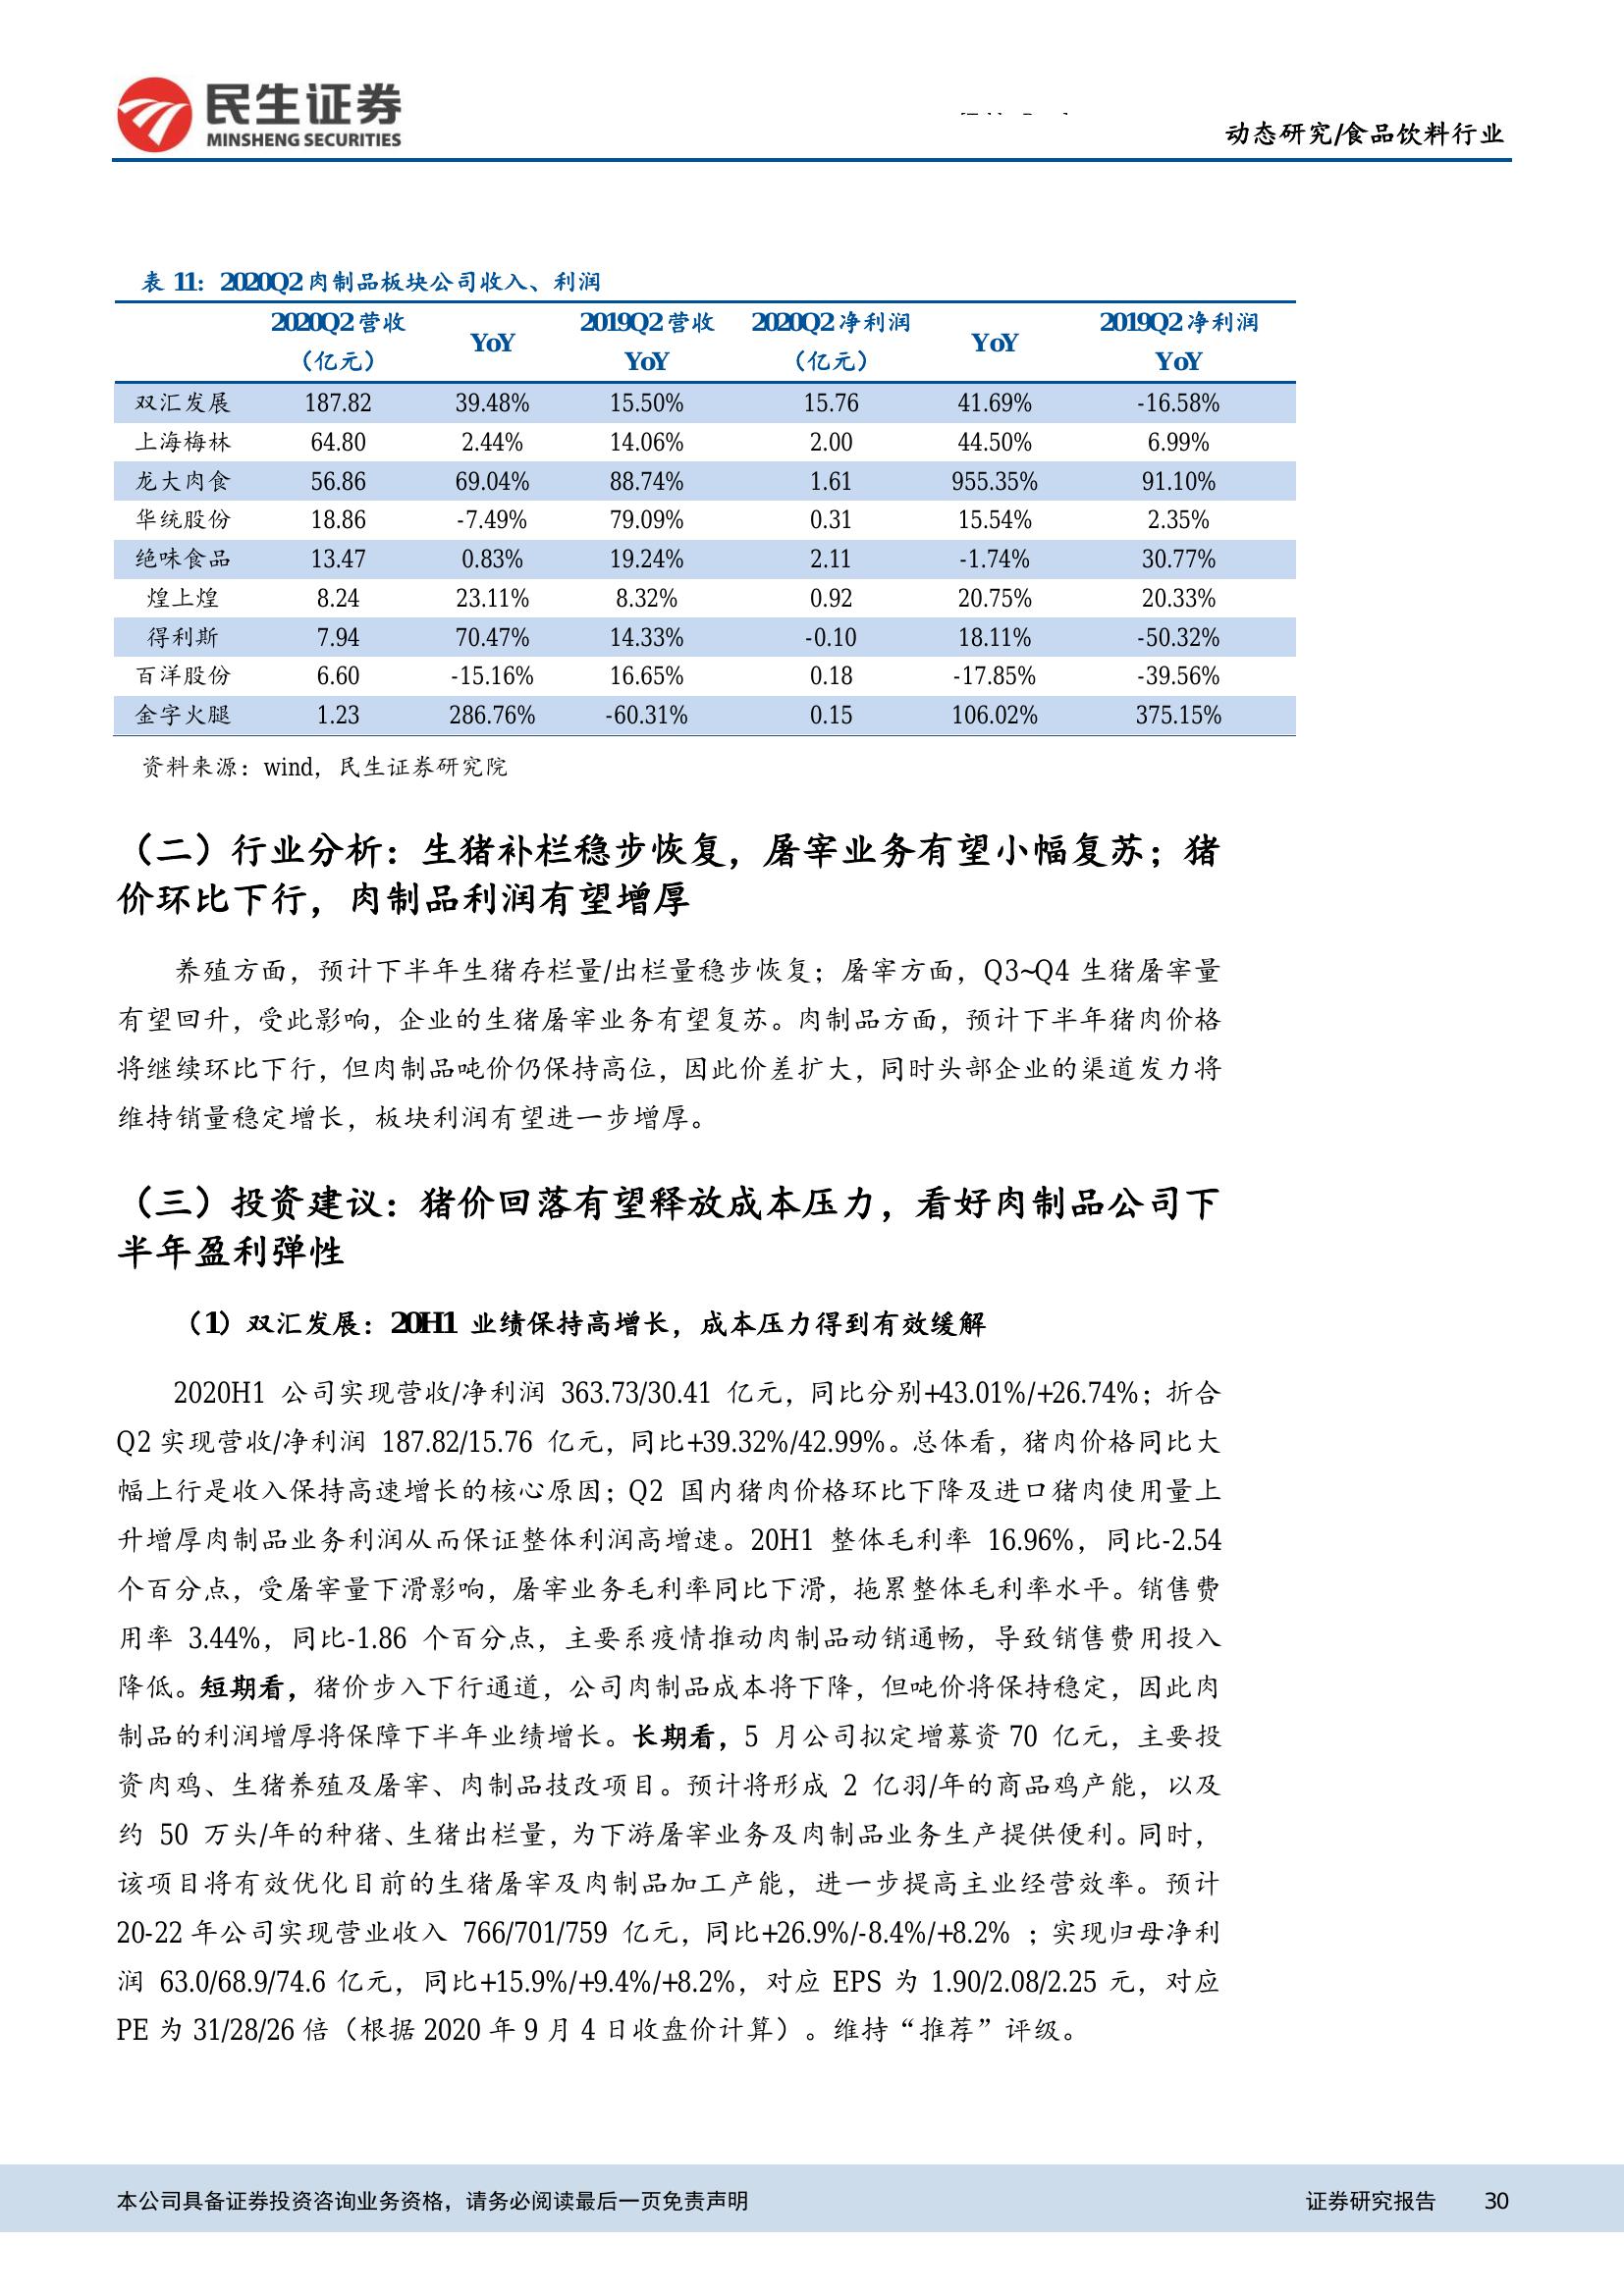 民生证券
MINSHENG SECURITIES
动态研究/食品饮料行业
表 11：2020Q2 肉制品板块公司收入、利润
2020Q2 营收（亿元） YoY 2019Q2 营收 YoY 2020Q2 净利润（亿元） YoY 2019Q2 净利润 YoY
双汇发展 187.82 39.48% 15.50% 15.76 41.69% -16.58%
上海梅林 64.80 2.44% 14.06% 2.00 44.50% 6.99%
龙大肉食 56.86 69.04% 88.74% 1.61 955.35% 91.10%
华统股份 18.86 -7.49% 79.09% 0.31 15.54% 2.35%
绝味食品 13.47 0.83% 19.24% 2.11 -1.74% 30.77%
煌上煌 8.24 23.11% 8.32% 0.92 20.75% 20.33%
得利斯 7.94 70.47% 14.33% -0.10 18.11% -50.32%
百洋股份 6.60 -15.16% 16.65% 0.18 -17.85% -39.56%
金字火腿 1.23 286.76% -60.31% 0.15 106.02% 375.15%
资料来源：wind，民生证券研究院
（二）行业分析：生猪补栏稳步恢复，屠宰业务有望小幅复苏；猪
价环比下行，肉制品利润有望增厚
养殖方面，预计下半年生猪存栏量/出栏量稳步恢复；屠宰方面，Q3~Q4 生猪屠宰量
有望回升，受此影响，企业的生猪屠宰业务有望复苏。肉制品方面，预计下半年猪肉价格
将继续环比下行，但肉制品吨价仍保持高位，因此价差扩大，同时头部企业的渠道发力将
维持销量稳定增长，板块利润有望进一步增厚。
（三）投资建议：猪价回落有望释放成本压力，看好肉制品公司下
半年盈利弹性
（1）双汇发展：20H1 业绩保持高增长，成本压力得到有效缓解
2020H1 公司实现营收/净利润 363.73/30.41 亿元，同比分别+43.01%/+26.74%；折合
Q2 实现营收/净利润 187.82/15.76 亿元，同比+39.32%/42.99%。总体看，猪肉价格同比大
幅上行是收入保持高速增长的核心原因；Q2 国内猪肉价格环比下降及进口猪肉使用量上
升增厚肉制品业务利润从而保证整体利润高增速。20H1 整体毛利率 16.96%，同比-2.54
个百分点，受屠宰量下滑影响，屠宰业务毛利率同比下滑，拖累整体毛利率水平。销售费
用率 3.44%，同比-1.86 个百分点，主要系疫情推动肉制品动销通畅，导致销售费用投入
降低。短期看，猪价步入下行通道，公司肉制品成本将下降，但吨价将保持稳定，因此肉
制品的利润增厚将保障下半年业绩增长。长期看，5 月公司拟定增募资 70 亿元，主要投
资肉鸡、生猪养殖及屠宰、肉制品技改项目。预计将形成 2 亿羽/年的商品鸡产能，以及
约 50 万头/年的种猪、生猪出栏量，为下游屠宰业务及肉制品业务生产提供便利。同时，
该项目将有效优化目前的生猪屠宰及肉制品加工产能，进一步提高主业经营效率。预计
20-22 年公司实现营业收入 766/701/759 亿元，同比+26.9%/-8.4%/+8.2% ；实现归母净利
润 63.0/68.9/74.6 亿元，同比+15.9%/+9.4%/+8.2%，对应 EPS 为 1.90/2.08/2.25 元，对应
PE 为 31/28/26 倍（根据 2020 年 9 月 4 日收盘价计算）。维持“推荐”评级。
本公司具备证券投资咨询业务资格，请务必阅读最后一页免责声明 证券研究报告 30